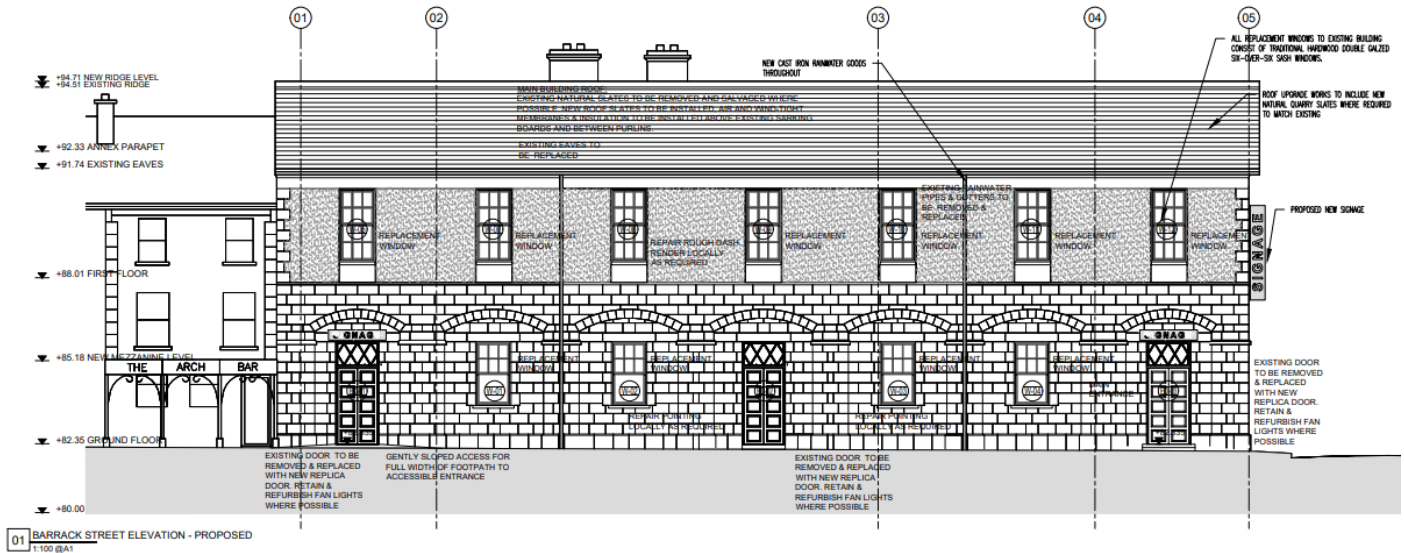 01
02
03
04
05
+94.71 NEW RIDGE LEVEL
+94.51 EXISTING RIDGE
+92.33 ANNEX PARAPET
+91.74 EXISTING EAVES
+88.01 FIRST FLOOR
+85.18 NEW MEZZANINE LEVEL
+82.35 GROUND FLOOR
+80.00
NEW CAST IRON RAINWATER GOODS
THROUGHOUT
ALL REPLACEMENT WINDOWS TO EXISTING BUILDING
CONSIST OF TRADITIONAL HARDWOOD DOUBLE GALZED
SIX-OVER-SIX SASH WINDOWS.
ROOF UPGRADE WORKS TO INCLUDE NEW
NATURAL QUARRY SLATES WHERE REQUIRED
TO MATCH EXISTING
MAIN BUILDING ROOF:
EXISTING NATURAL SLATES TO BE REMOVED AND SALVAGED WHERE
POSSIBLE. NEW ROOF SLATES TO BE INSTALLED, AIR AND WIND-TIGHT
MEMBRANES & INSULATION TO BE INSTALLED ABOVE EXISTING SARKING
BOARDS AND BETWEEN PURLINS.
EXISTING EAVES TO
BE REPLACED
EXISTING RAINWATER
PIPES & GUTTERS TO
BE REMOVED &
REPLACED
PROPOSED NEW SIGNAGE
SIGNAGE
REPLACEMENT
WINDOW
REPLACEMENT
WINDOW
REPAIR ROUGH DASH
RENDER LOCALLY
AS REQUIRED
REPLACEMENT
WINDOW
REPLACEMENT
WINDOW
REPLACEMENT
WINDOW
REPLACEMENT
WINDOW
GNAG
GNAG
THE ARCH BAR
W-01
REPLACEMENT
WINDOW
W-02
REPLACEMENT
WINDOW
W-03
REPLACEMENT
WINDOW
W-04
REPLACEMENT
WINDOW
MAIN
ENTRANCE
REPAIR POINTING
LOCALLY AS REQUIRED
REPAIR POINTING
LOCALLY AS REQUIRED
EXISTING DOOR
TO BE REMOVED
& REPLACED
WITH NEW
REPLICA DOOR.
RETAIN &
REFURBISH FAN
LIGHTS WHERE
POSSIBLE
EXISTING DOOR TO BE
REMOVED & REPLACED
WITH NEW REPLICA
DOOR. RETAIN &
REFURBISH FAN LIGHTS
WHERE POSSIBLE
GENTLY SLOPED ACCESS FOR
FULL WIDTH OF FOOTPATH TO
ACCESSIBLE ENTRANCE
EXISTING DOOR TO BE
REMOVED & REPLACED
WITH NEW REPLICA
DOOR. RETAIN &
REFURBISH FAN LIGHTS
WHERE POSSIBLE
01 BARRACK STREET ELEVATION - PROPOSED
1:100 @A1